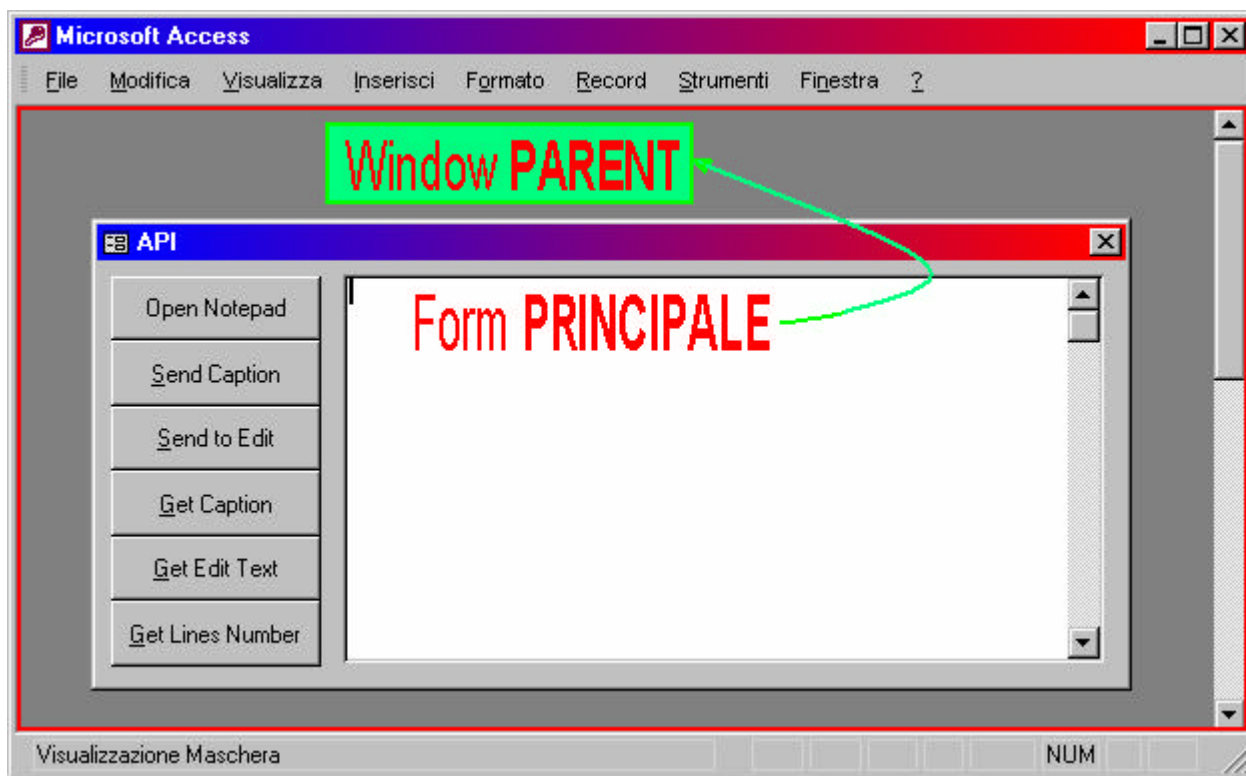 Microsoft Access
File Modifica Visualizza Inserisci Formato Record Strumenti Finestra ?
Window PARENT
API
Open Notepad
Form PRINCIPALE
Send Caption
Send to Edit
Get Caption
Get Edit Text
Get Lines Number
Visualizzazione Maschera NUM